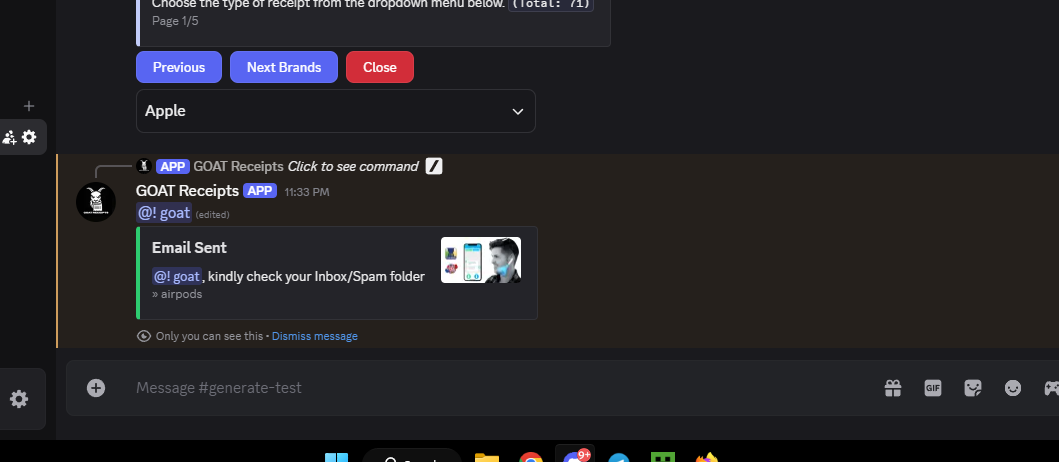 Choose the type of receipt from the dropdown menu below. (Total: 71)
Page 1/5
Previous Next Brands Close
Apple
APP GOAT Receipts Click to see command
GOAT Receipts APP 11:33 PM
@! goat (edited)
Email Sent
@! goat, kindly check your Inbox/Spam folder
» airpods
Only you can see this • Dismiss message
Message #generate-test
GIF
9+